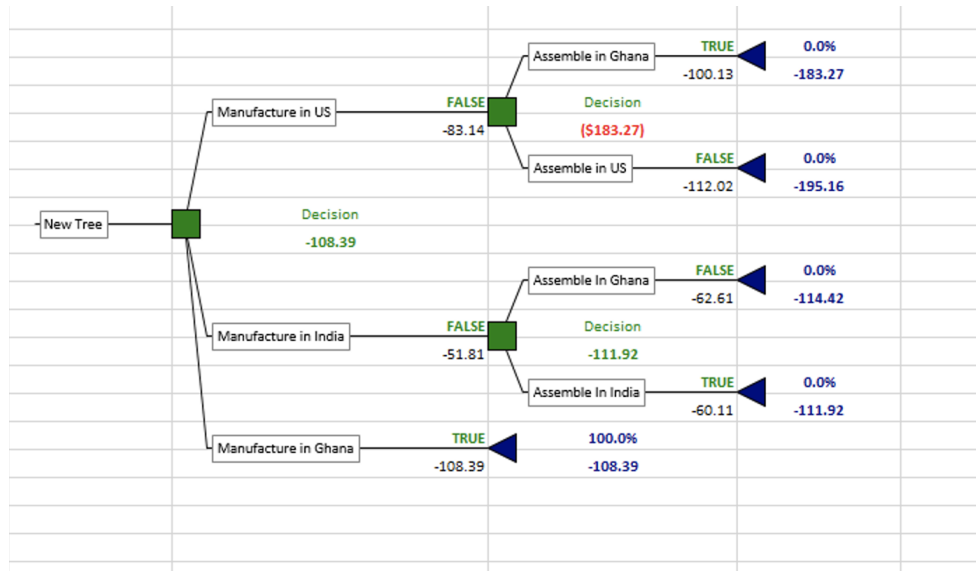 Assemble in Ghana TRUE 0.0%
-100.13 -183.27
Manufacture in US FALSE Decision
-83.14 ($183.27)
Assemble in US FALSE 0.0%
-112.02 -195.16
New Tree Decision
-108.39
Assemble In Ghana FALSE 0.0%
-62.61 -114.42
Manufacture in India FALSE Decision
-51.81 -111.92
Assemble In India TRUE 0.0%
-60.11 -111.92
Manufacture in Ghana TRUE 100.0%
-108.39 -108.39